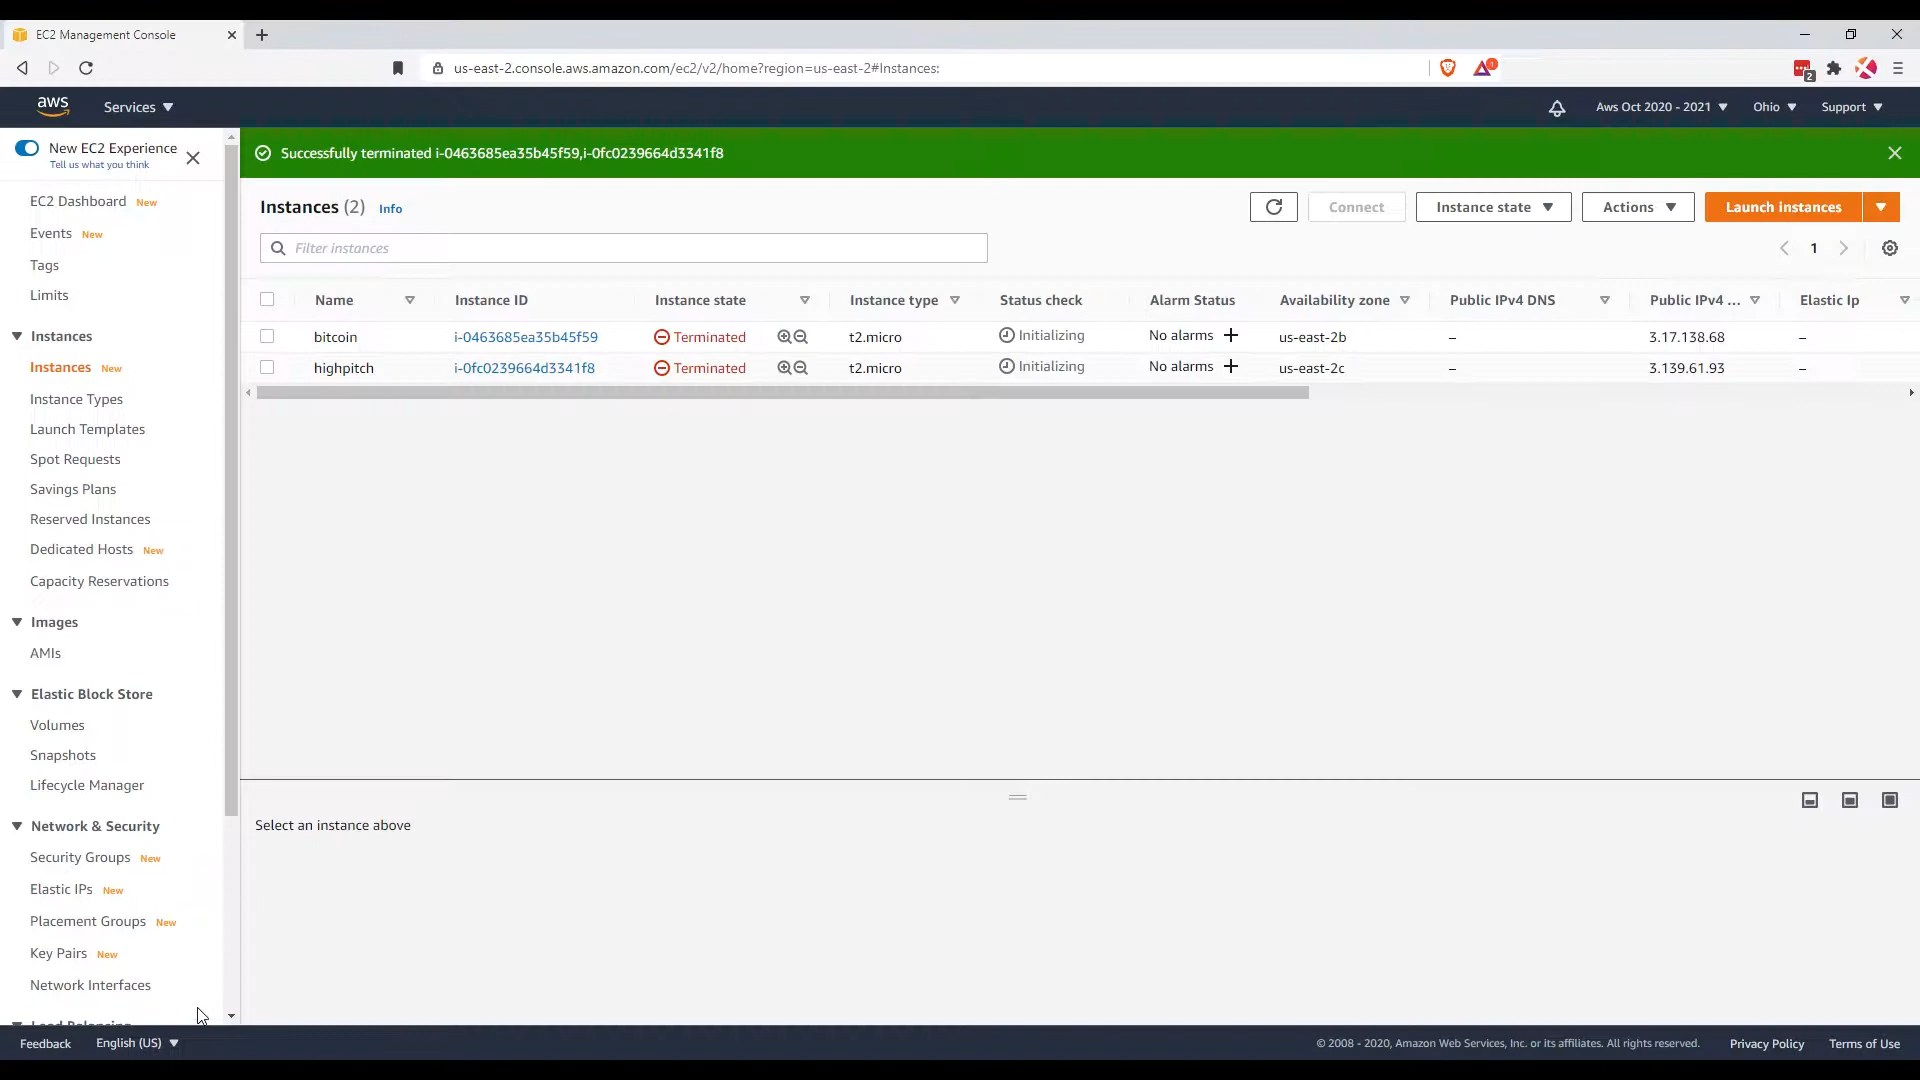 EC2 Management Console
us-east-2.console.aws.amazon.com/ec2/v2/home?region=us-east-2#Instances:
1
2
aws
Services
Aws Oct 2020 - 2021
Ohio
Support
New EC2 Experience
Tell us what you think
Successfully terminated i-0463685ea35b45f59,i-0fc0239664d3341f8
EC2 Dashboard New
Events New
Tags
Limits
Instances
Instances New
Instance Types
Launch Templates
Spot Requests
Savings Plans
Reserved Instances
Dedicated Hosts New
Capacity Reservations
Images
AMIs
Elastic Block Store
Volumes
Snapshots
Lifecycle Manager
Network & Security
Security Groups New
Elastic IPs New
Placement Groups New
Key Pairs New
Network Interfaces
Load Balancing
Instances (2) Info
Connect
Instance state
Actions
Launch instances
Filter instances
1
Name Instance ID Instance state Instance type Status check Alarm Status Availability zone Public IPv4 DNS Public IPv4 ... Elastic Ip
bitcoin i-0463685ea35b45f59 Terminated t2.micro Initializing No alarms + us-east-2b – 3.17.138.68 –
highpitch i-0fc0239664d3341f8 Terminated t2.micro Initializing No alarms + us-east-2c – 3.139.61.93 –
Select an instance above
Feedback English (US) © 2008 - 2020, Amazon Web Services, Inc. or its affiliates. All rights reserved. Privacy Policy Terms of Use